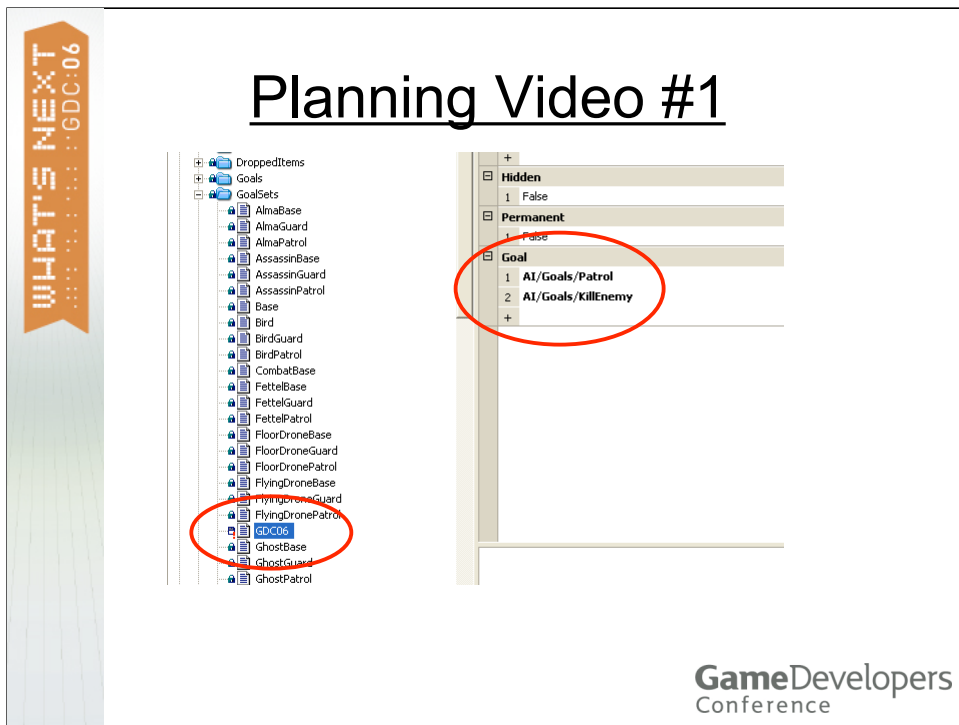 WHAT'S NEXT
::GDC:06
Planning Video #1
DroppedItems
Goals
GoalSets
AlmaBase
AlmaGuard
AlmaPatrol
AssassinBase
AssassinGuard
AssassinPatrol
Base
Bird
BirdGuard
BirdPatrol
CombatBase
FettelBase
FettelGuard
FettelPatrol
FloorDroneBase
FloorDroneGuard
FloorDronePatrol
FlyingDroneBase
FlyingDroneGuard
FlyingDronePatrol
GDC06
GhostBase
GhostGuard
GhostPatrol
+
Hidden
1 False
Permanent
1 False
Goal
1 AI/Goals/Patrol
2 AI/Goals/KillEnemy
+
GameDevelopers
Conference